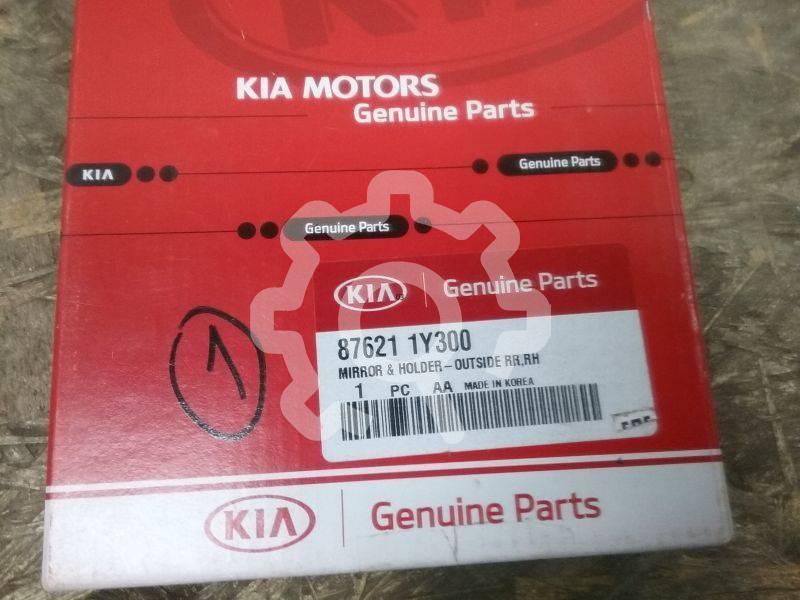 KIA MOTORS
Genuine Parts
KIA
Genuine Parts
Genuine Parts
KIA Genuine Parts
87621 1Y300
MIRROR & HOLDER-OUTSIDE RR,RH
1 PC AA MADE IN KOREA
1
KIA Genuine Parts